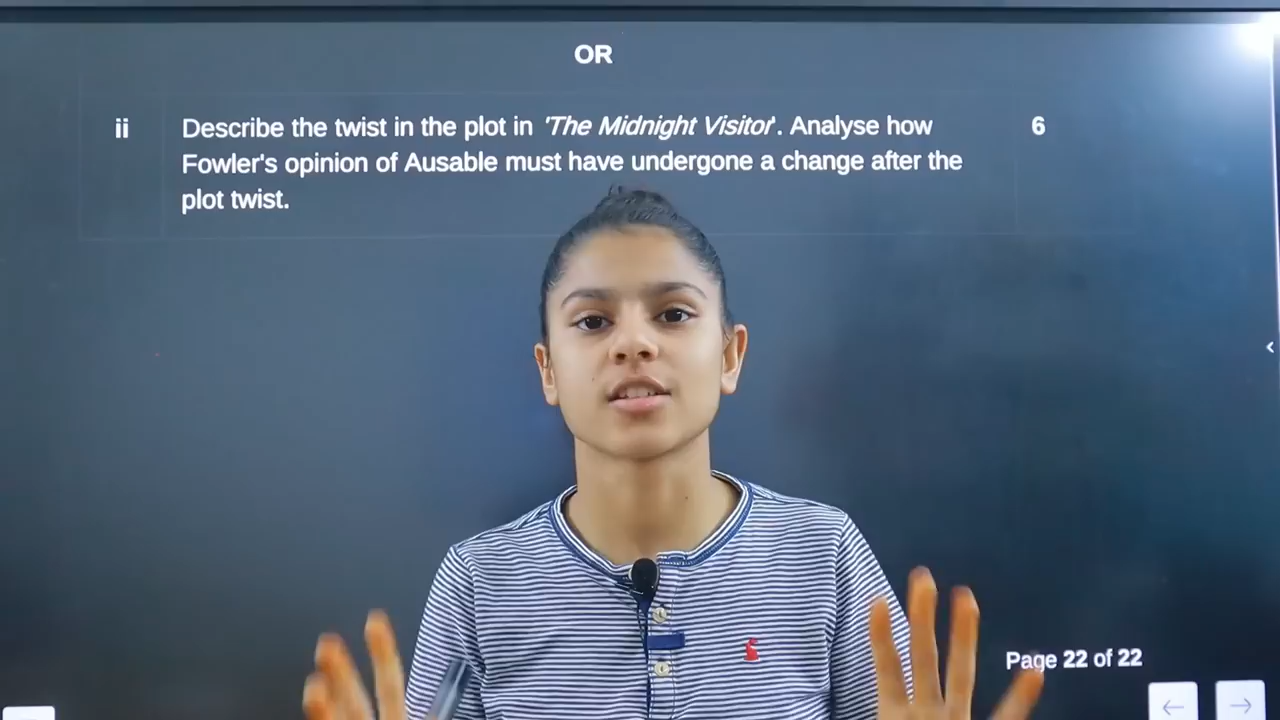 OR
ii Describe the twist in the plot in 'The Midnight Visitor'. Analyse how 6
Fowler's opinion of Ausable must have undergone a change after the
plot twist.
Page 22 of 22